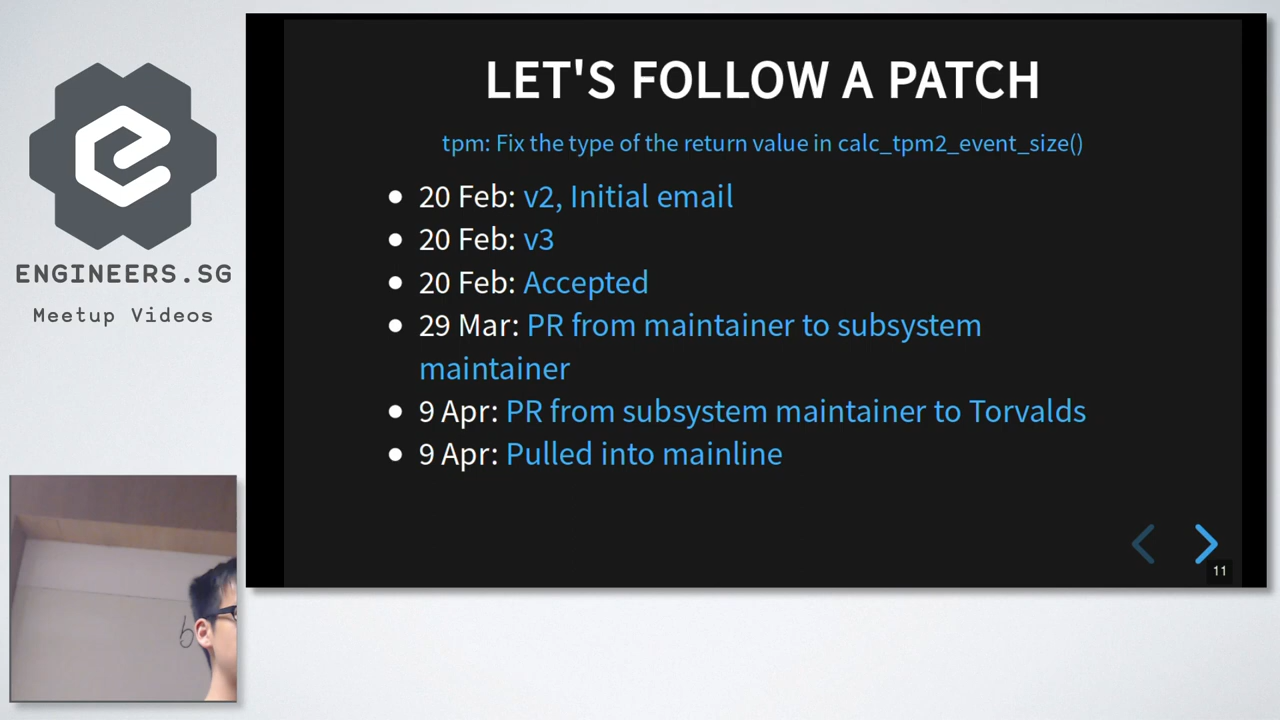 LET'S FOLLOW A PATCH
tpm: Fix the type of the return value in calc_tpm2_event_size()
20 Feb: v2, Initial email
20 Feb: v3
20 Feb: Accepted
29 Mar: PR from maintainer to subsystem
maintainer
9 Apr: PR from subsystem maintainer to Torvalds
9 Apr: Pulled into mainline
11
ENGINEERS.SG
Meetup Videos